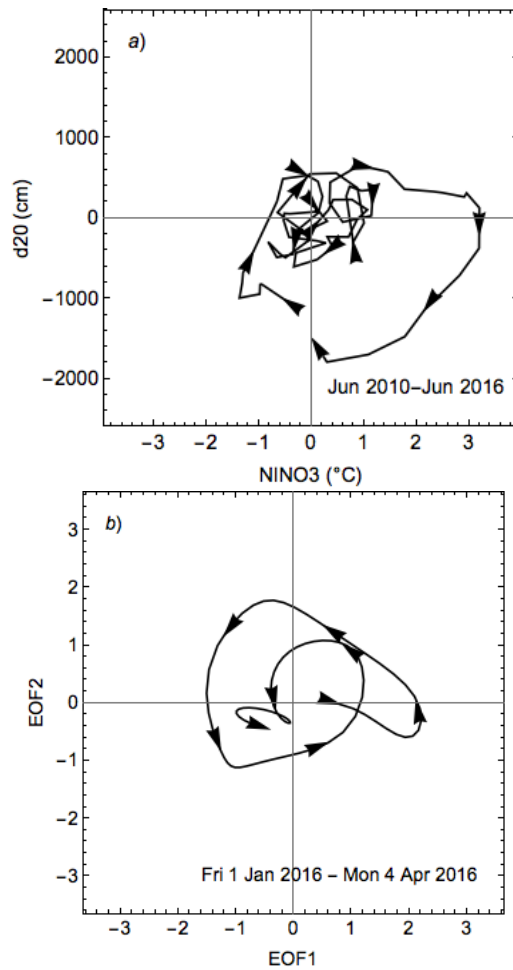 a)
2000
1000
0
−1000
−2000
d20 (cm)
Jun 2010−Jun 2016
−3 −2 −1 0 1 2 3
NINO3 (°C)
b)
3
2
1
0
−1
−2
−3
EOF2
Fri 1 Jan 2016 − Mon 4 Apr 2016
−3 −2 −1 0 1 2 3
EOF1